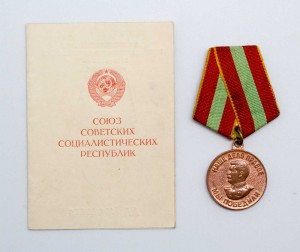 СОЮЗ
СОВЕТСКИХ
СОЦИАЛИСТИЧЕСКИХ
РЕСПУБЛИК
НАШЕ ДЕЛО ПРАВОЕ
МЫ ПОБЕДИЛИ